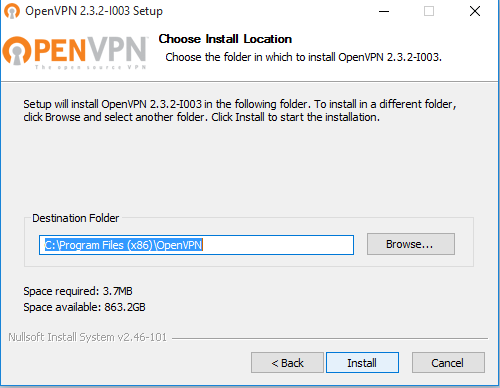 OpenVPN 2.3.2-I003 Setup
OPENVPN
The open source VPN
Choose Install Location
Choose the folder in which to install OpenVPN 2.3.2-I003.
Setup will install OpenVPN 2.3.2-I003 in the following folder. To install in a different folder,
click Browse and select another folder. Click Install to start the installation.
Destination Folder
C:\Program Files (x86)\OpenVPN
Browse...
Space required: 3.7MB
Space available: 863.2GB
Nullsoft Install System v2.46-101
< Back
Install
Cancel